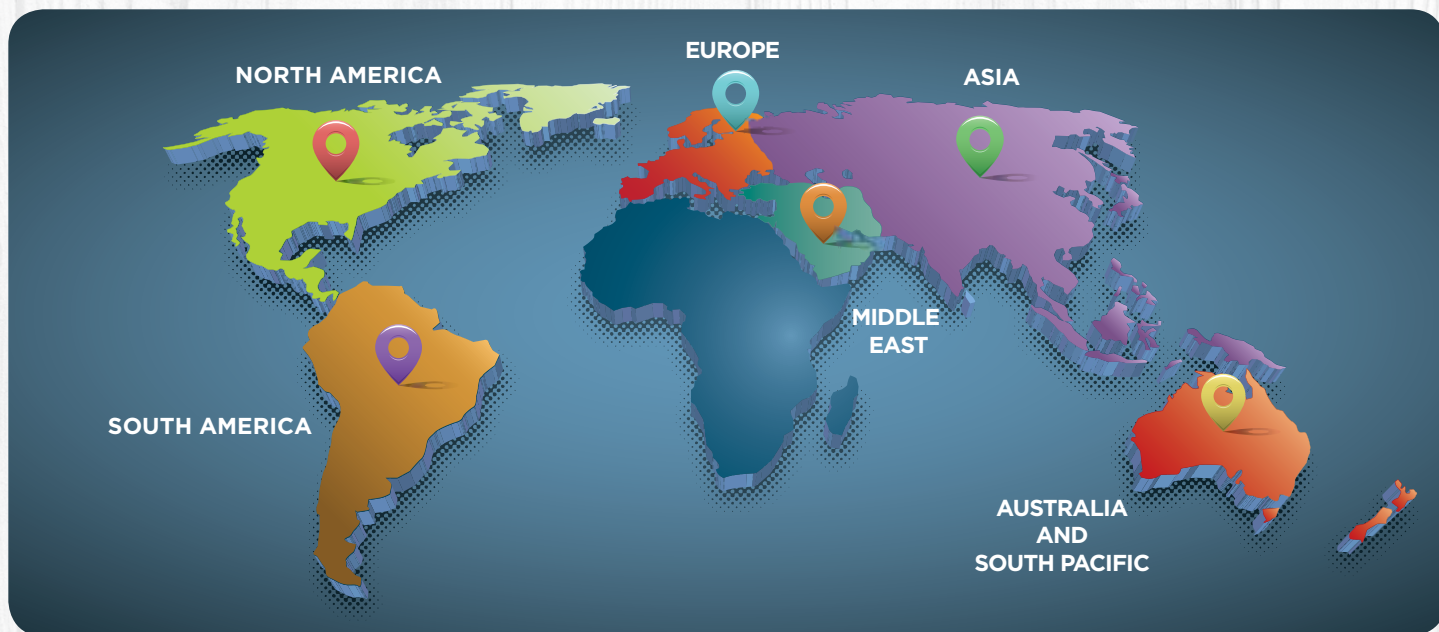 NORTH AMERICA
EUROPE
ASIA
MIDDLE
EAST
SOUTH AMERICA
AUSTRALIA
AND
SOUTH PACIFIC